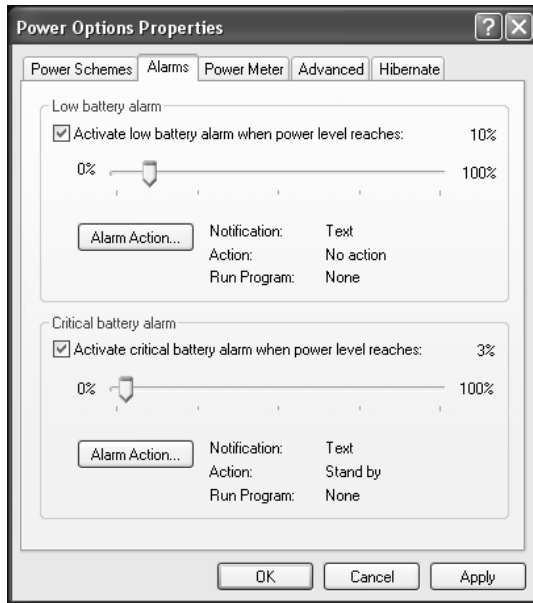 Power Options Properties
Power Schemes Alarms Power Meter Advanced Hibernate
Low battery alarm
Activate low battery alarm when power level reaches: 10%
0% 100%
Alarm Action... Notification: Text
Action: No action
Run Program: None
Critical battery alarm
Activate critical battery alarm when power level reaches: 3%
0% 100%
Alarm Action... Notification: Text
Action: Stand by
Run Program: None
OK Cancel Apply